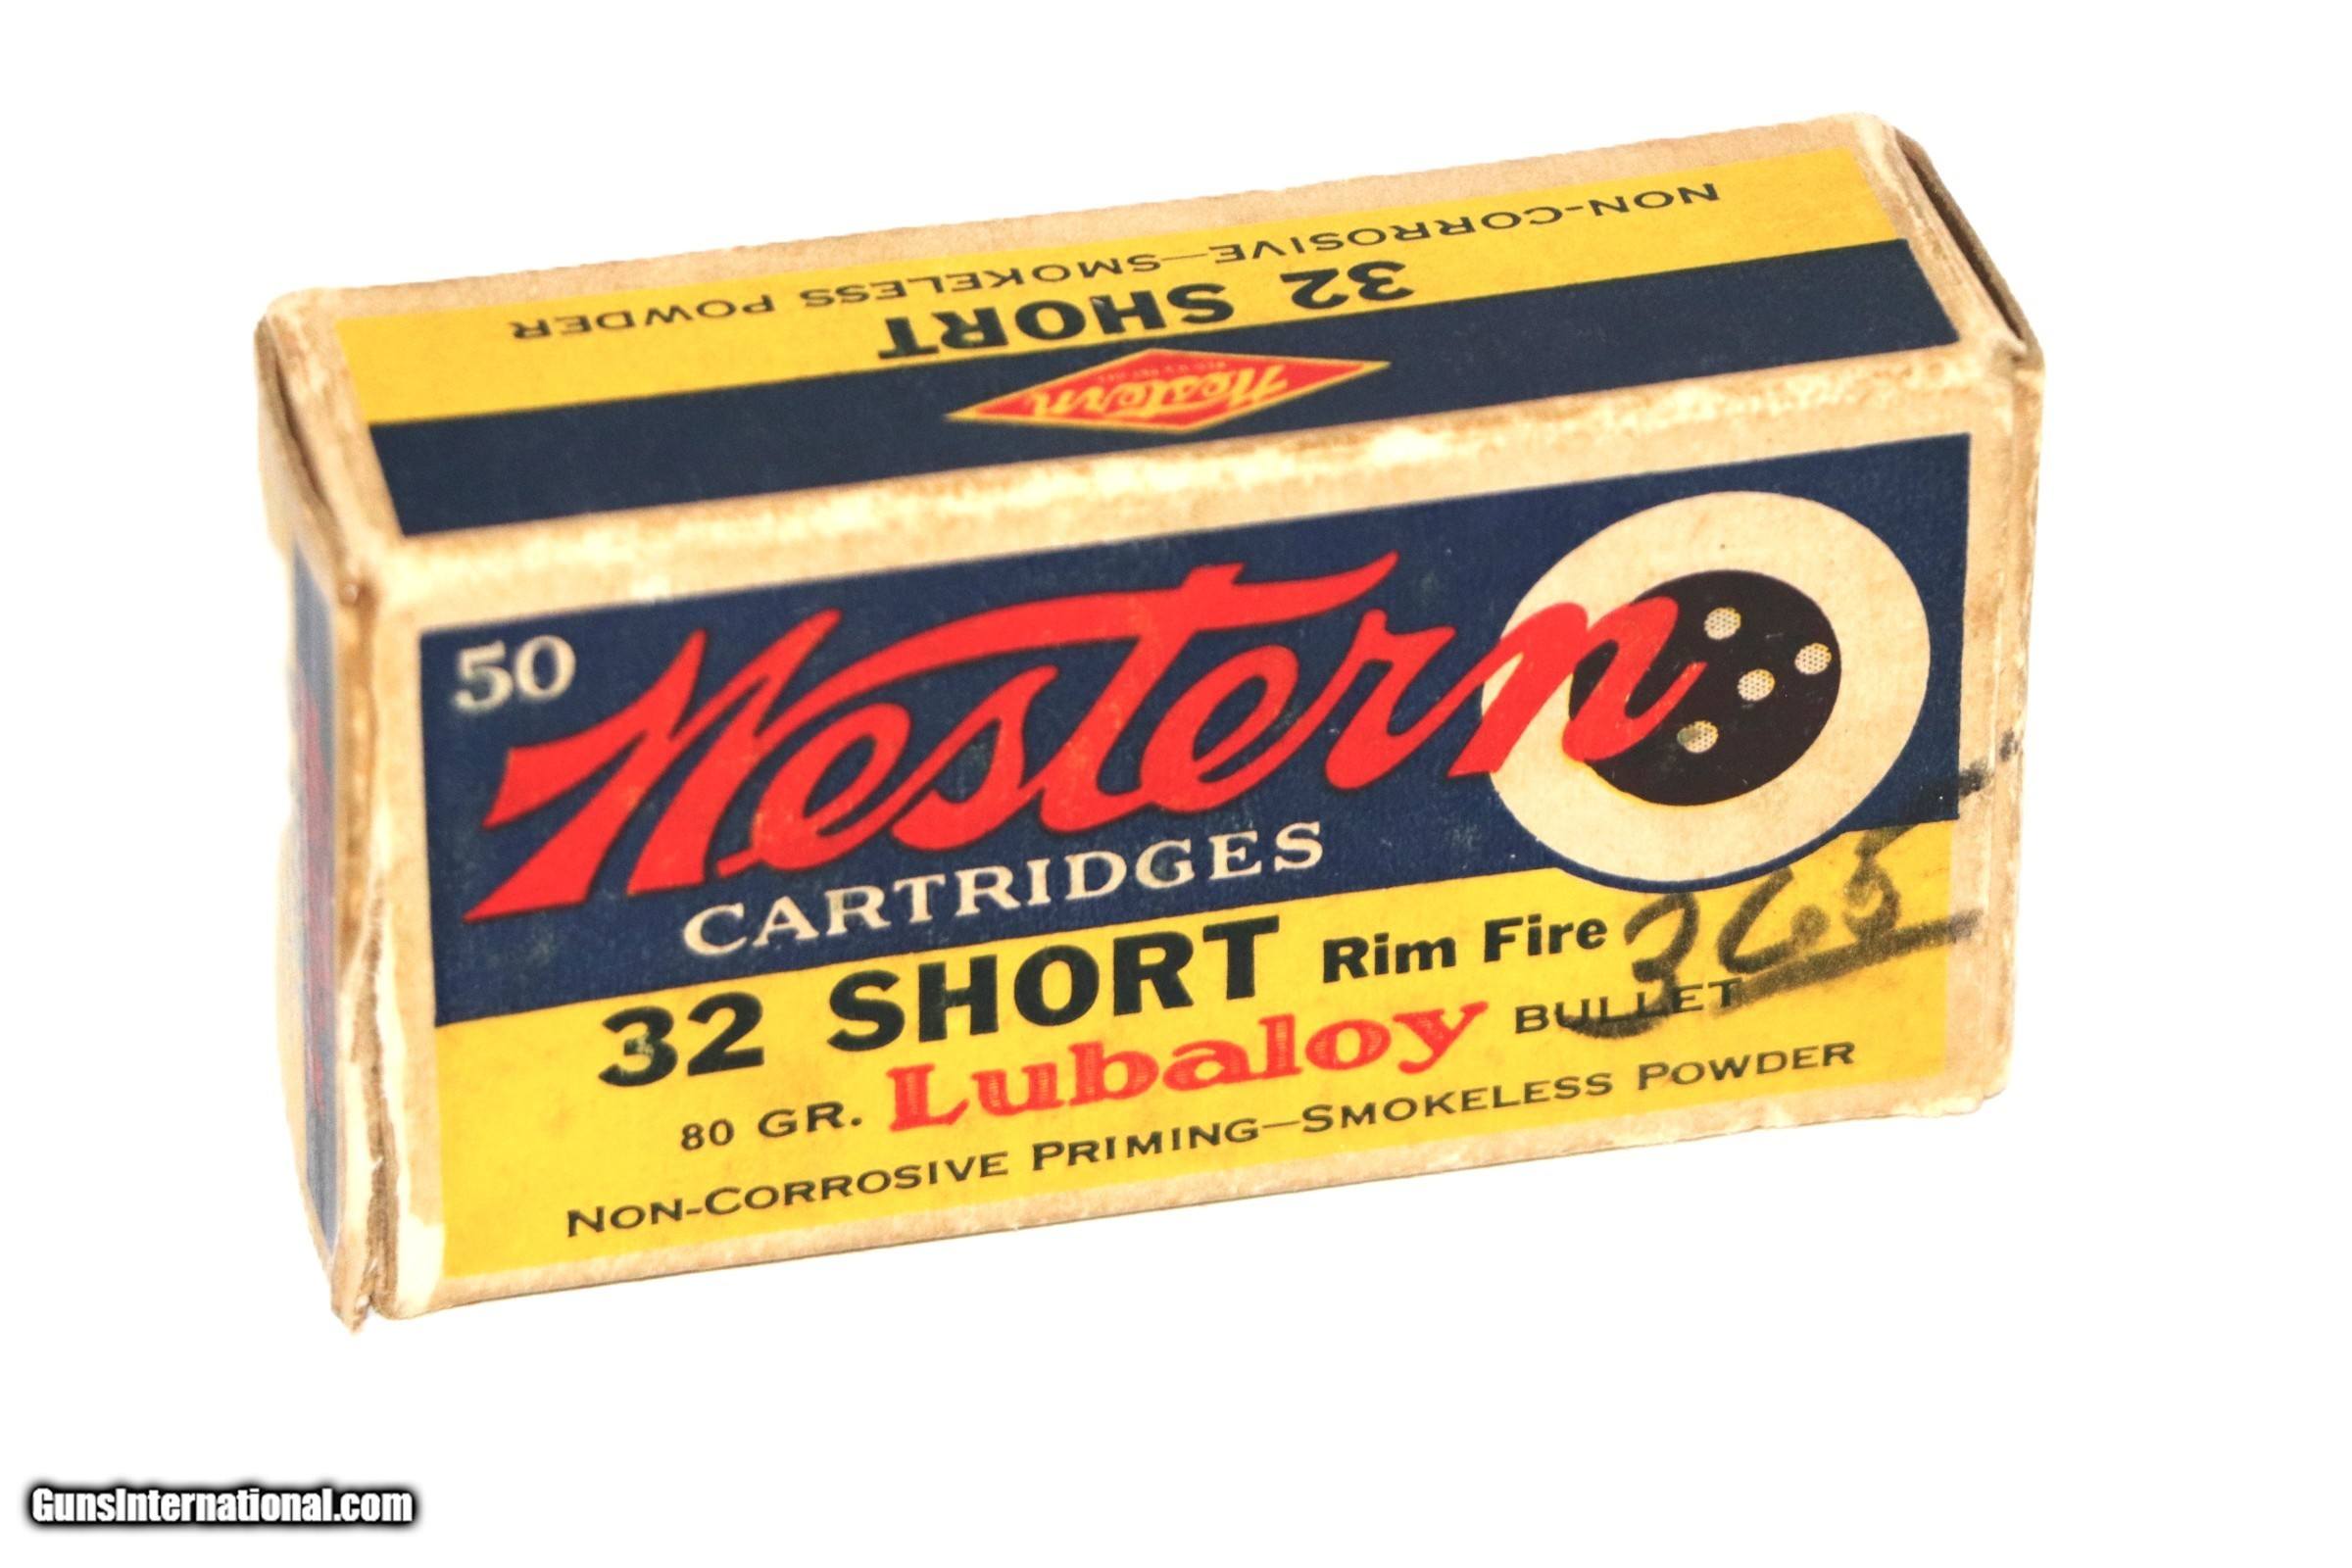 NON-CORROSIVE—SMOKELESS POWDER
32 SHORT
Western
50
Western
CARTRIDGES
32 SHORT Rim Fire
80 GR. Lubaloy BULLET
NON-CORROSIVE PRIMING—SMOKELESS POWDER
GunsInternational.com